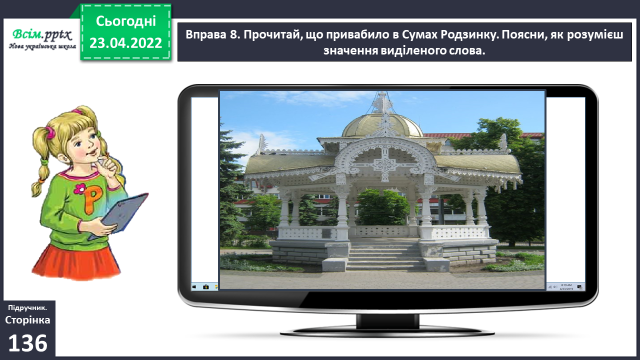 Всім.pptx
Нова українська школа
Сьогодні
23.04.2022
Вправа 8. Прочитай, що привабило в Сумах Родзинку. Поясни, як розумієш
значення виділеного слова.
Р
Підручник.
Сторінка
136